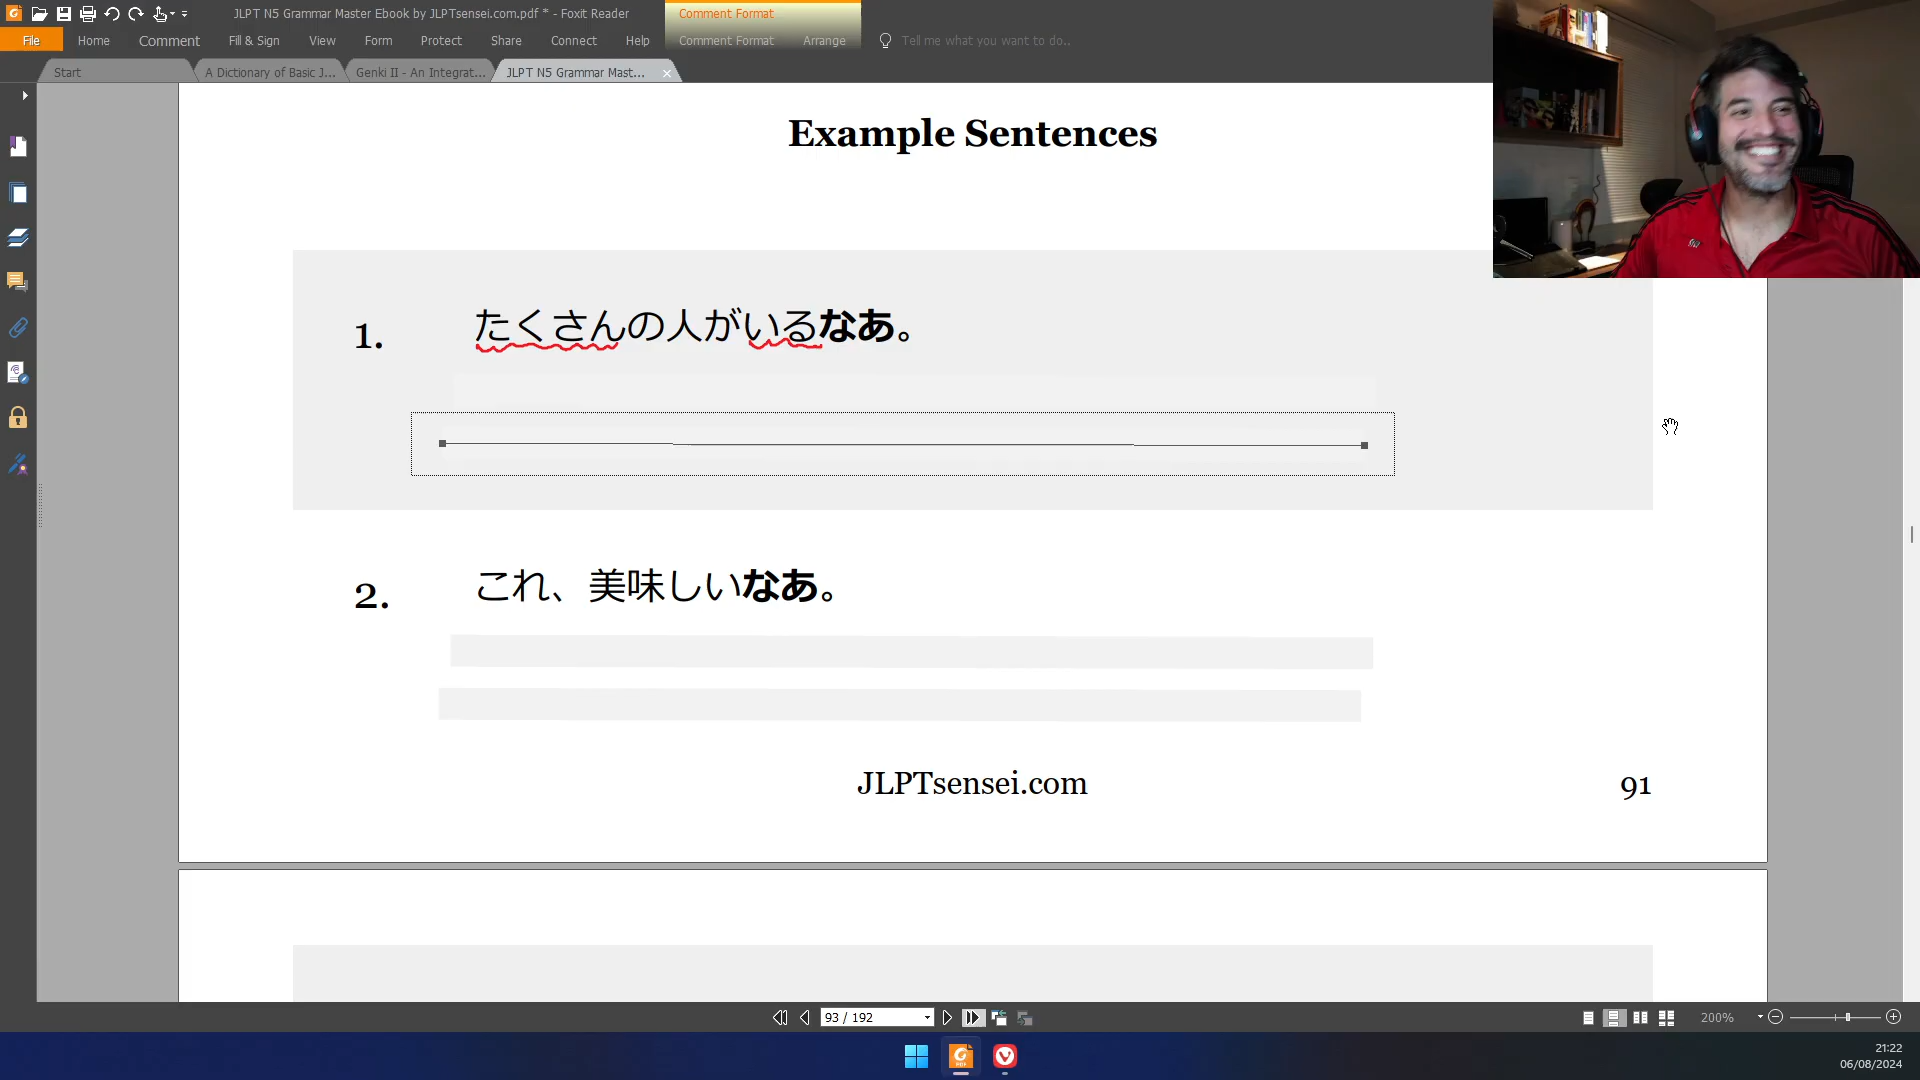 JLPT N5 Grammar Master Ebook by JLPTsensei.com.pdf * - Foxit Reader
Comment Format
File
Home
Comment
Fill & Sign
View
Form
Protect
Share
Connect
Help
Comment Format
Arrange
Tell me what you want to do..
Start
A Dictionary of Basic J...
Genki II - An Integrat...
JLPT N5 Grammar Mast...
Example Sentences
1. たくさんの人がいるなあ。
2. これ、美味しいなあ。
JLPTsensei.com
91
93 / 192
200%
21:22
06/08/2024